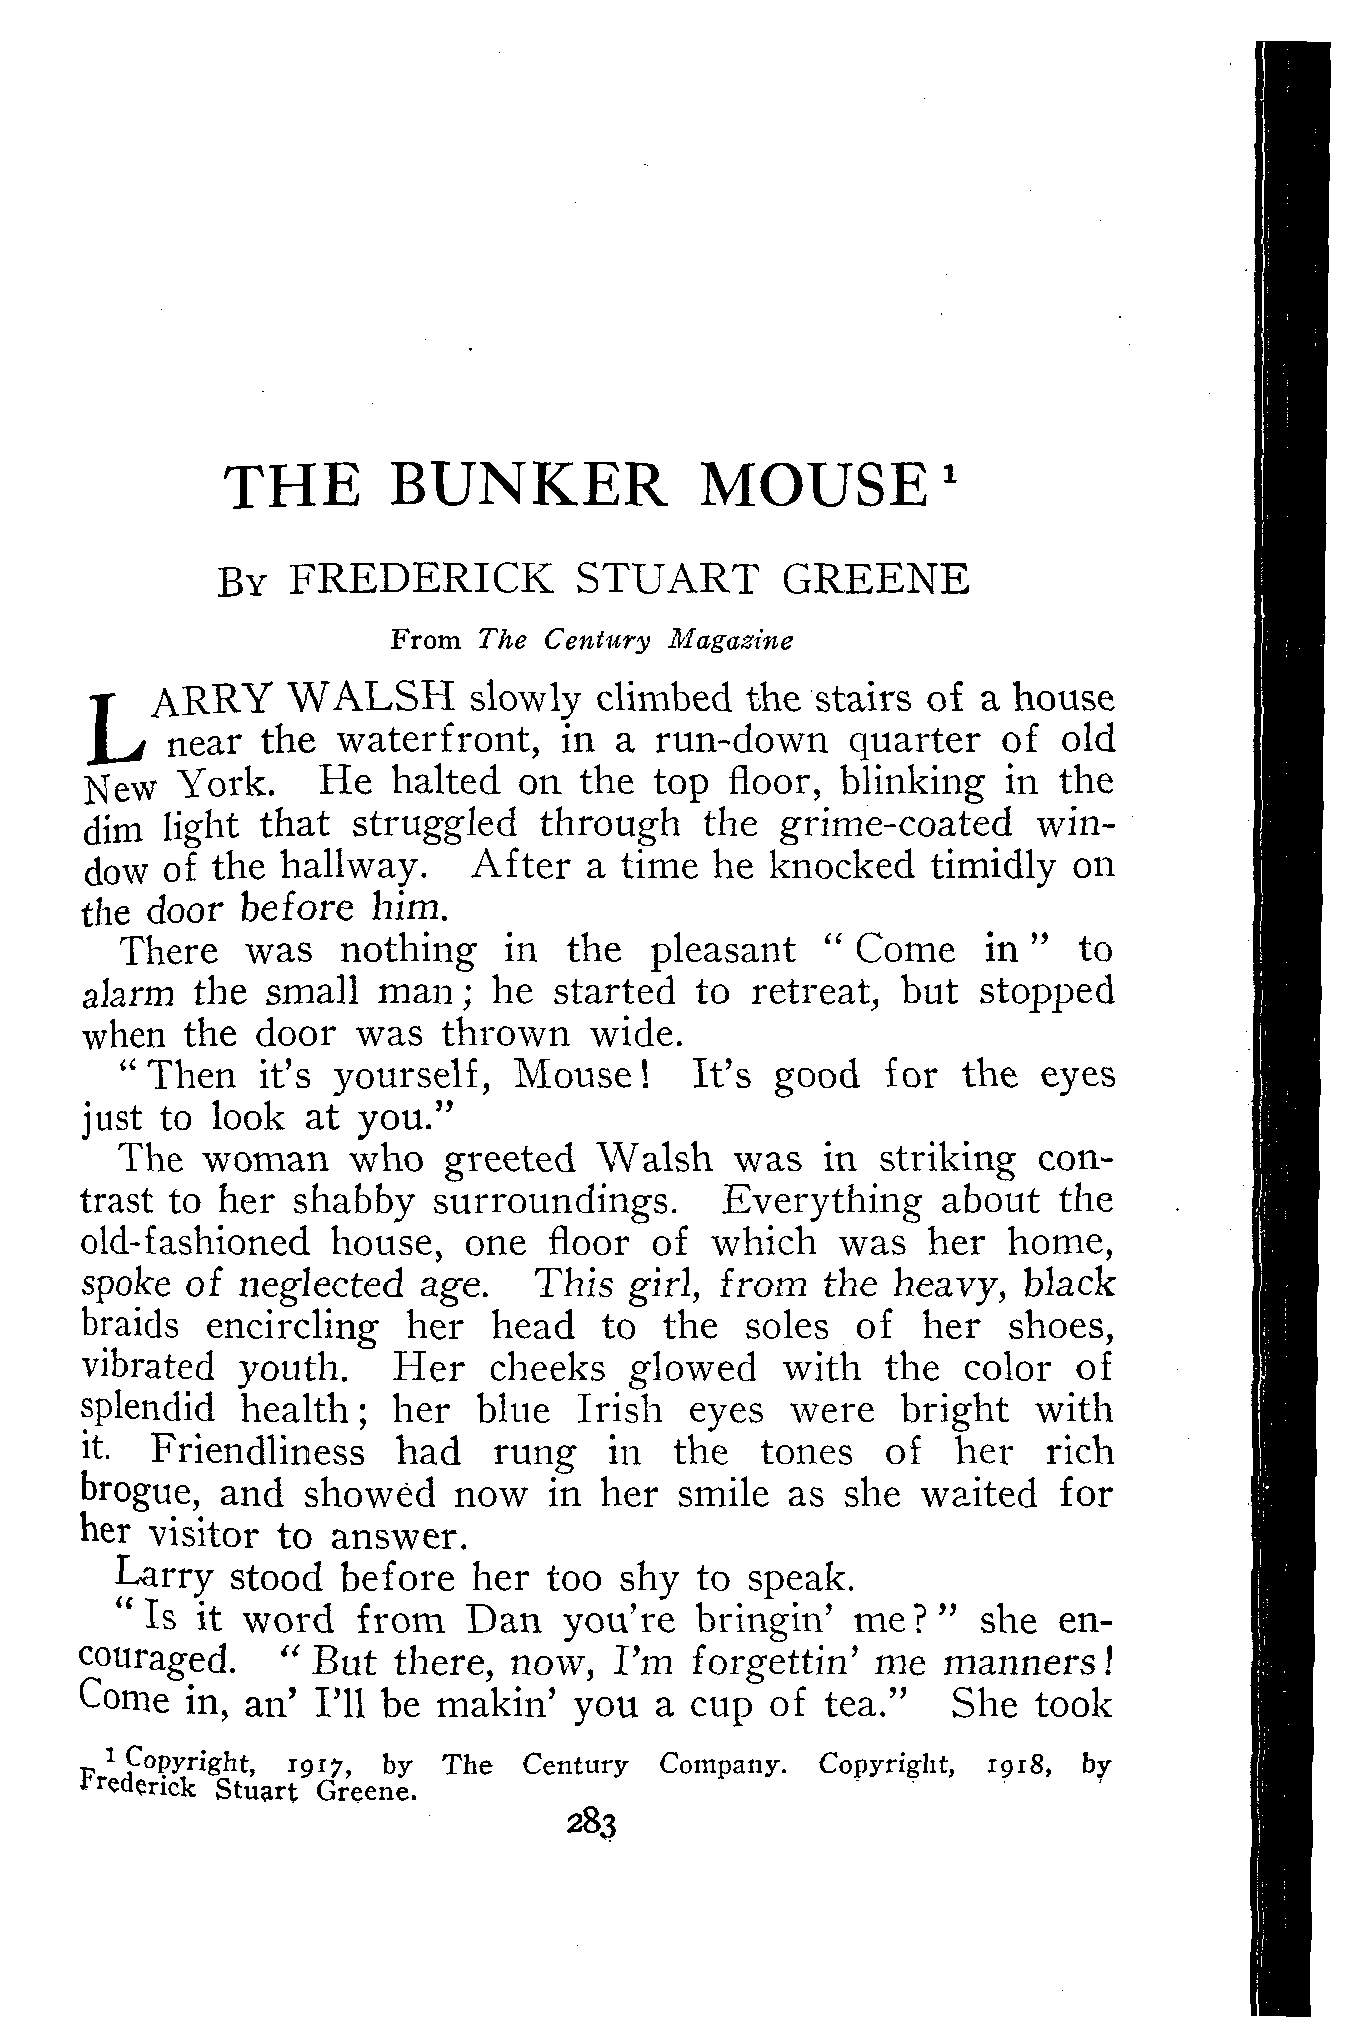 THE BUNKER MOUSE 1
By FREDERICK STUART GREENE
From The Century Magazine
LARRY WALSH slowly climbed the stairs of a house
near the waterfront, in a run-down quarter of old
New York. He halted on the top floor, blinking in the
dim light that struggled through the grime-coated win-
dow of the hallway. After a time he knocked timidly on
the door before him.
There was nothing in the pleasant " Come in " to
alarm the small man; he started to retreat, but stopped
when the door was thrown wide.
" Then it's yourself, Mouse! It's good for the eyes
just to look at you."
The woman who greeted Walsh was in striking con-
trast to her shabby surroundings. Everything about the
old-fashioned house, one floor of which was her home,
spoke of neglected age. This girl, from the heavy, black
braids encircling her head to the soles of her shoes,
vibrated youth. Her cheeks glowed with the color of
splendid health; her blue Irish eyes were bright with
it. Friendliness had rung in the tones of her rich
brogue, and showed now in her smile as she waited for
her visitor to answer.
Larry stood before her too shy to speak.
" Is it word from Dan you're bringin' me? " she en-
couraged. " But there, now, I'm forgettin' me manners!
Come in, an' I'll be makin' you a cup of tea." She took
1 Copyright, 1917, by The Century Company. Copyright, 1918, by
Frederick Stuart Greene.
283